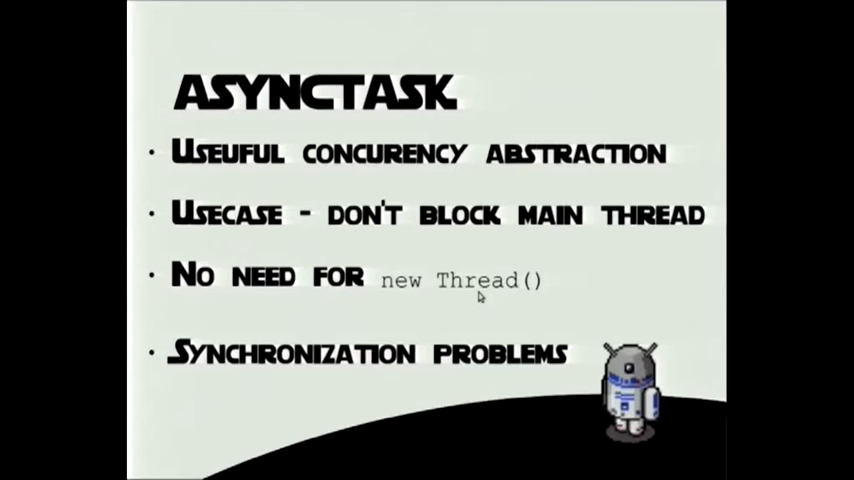 ASYNCTASK
· USEUFUL CONCURENCY ABSTRACTION
· USECASE - DON'T BLOCK MAIN THREAD
· NO NEED FOR new Thread()
· SYNCHRONIZATION PROBLEMS